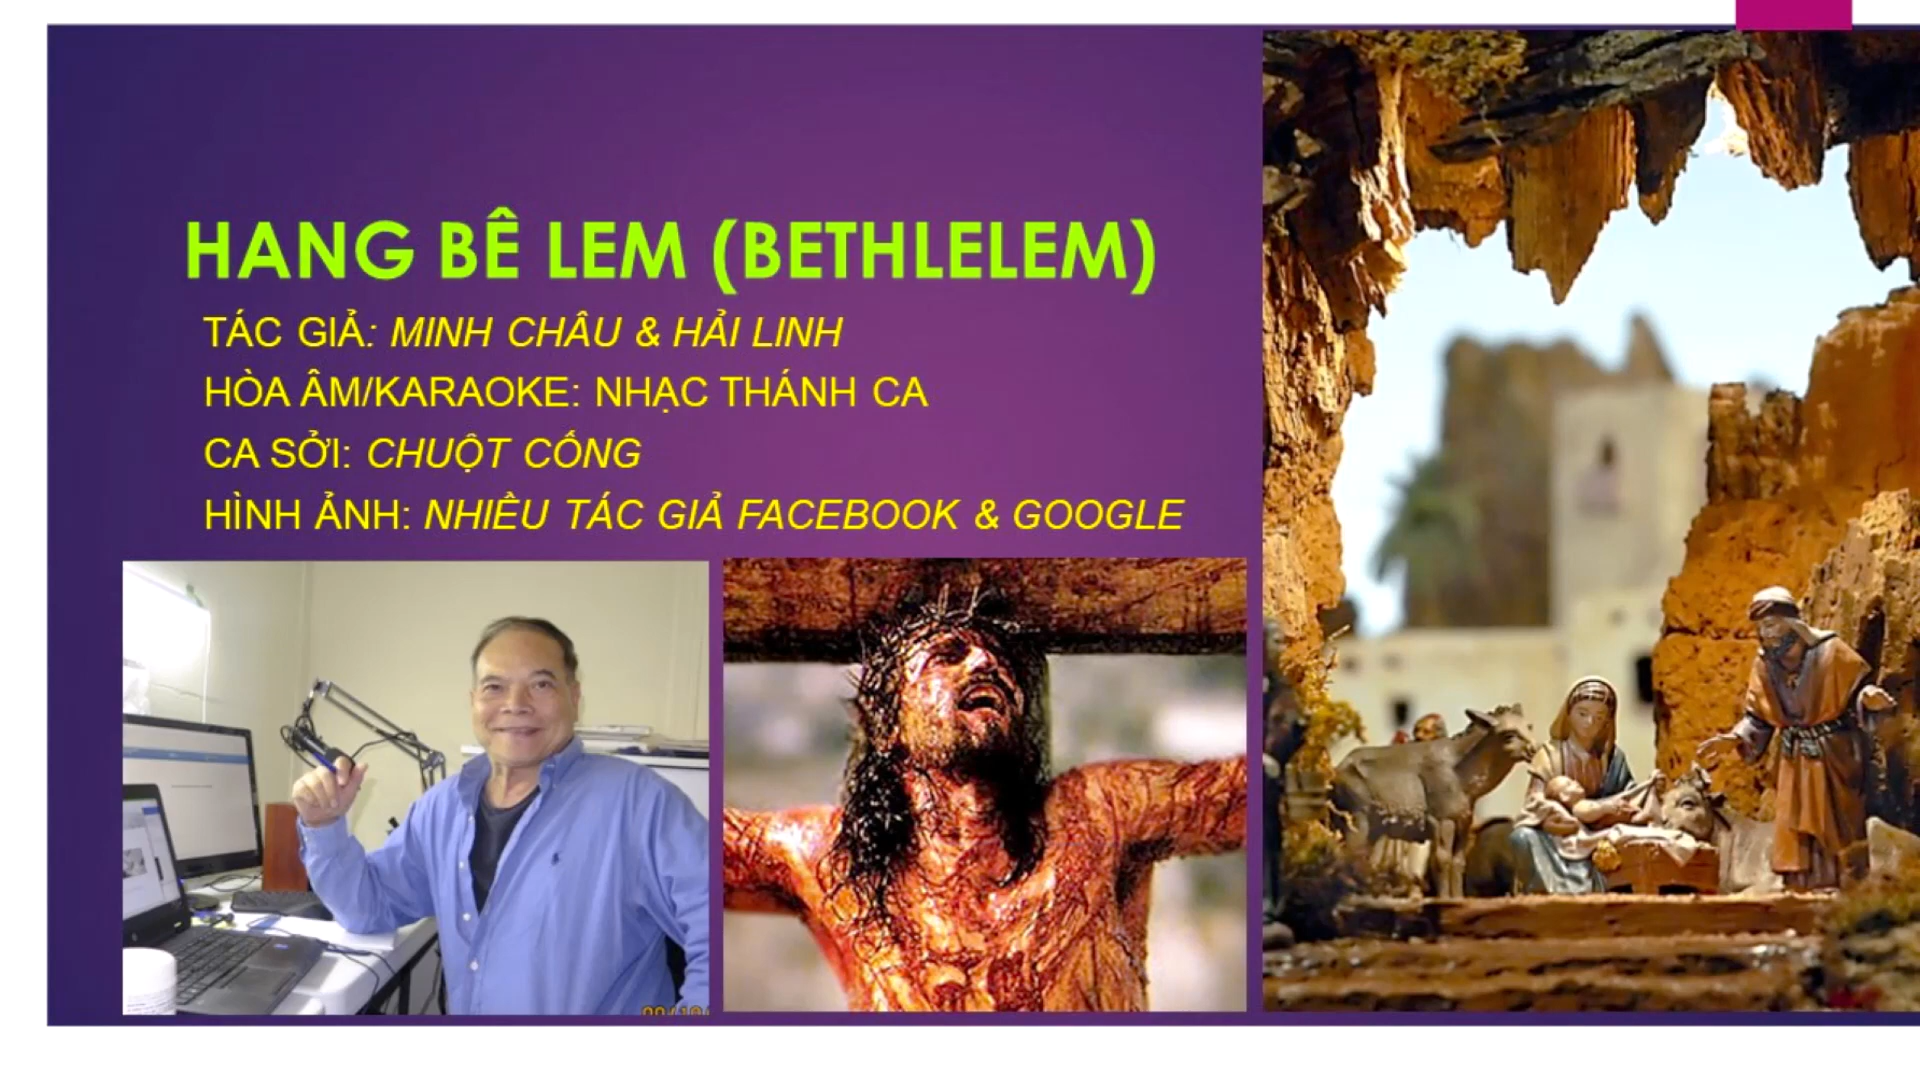 HANG BÊ LEM (BETHLELEM)
TÁC GIẢ: MINH CHÂU & HẢI LINH
HÒA ÂM/KARAOKE: NHẠC THÁNH CA
CA SỞI: CHUỘT CỐNG
HÌNH ẢNH: NHIỀU TÁC GIẢ FACEBOOK & GOOGLE